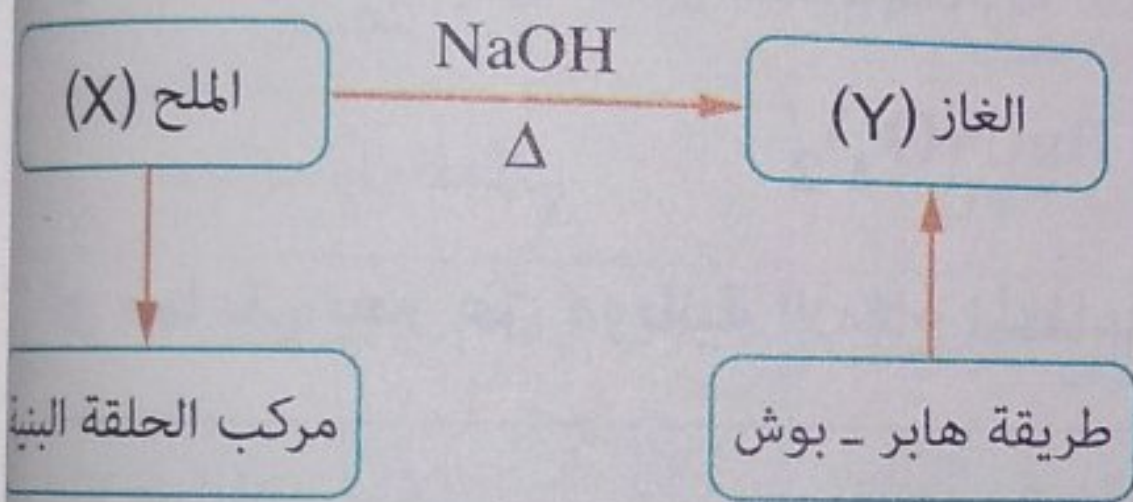 NaOH
الملح (X)
الغاز (Y)
Δ
مركب الحلقة البنية
طريقة هابر - بوش